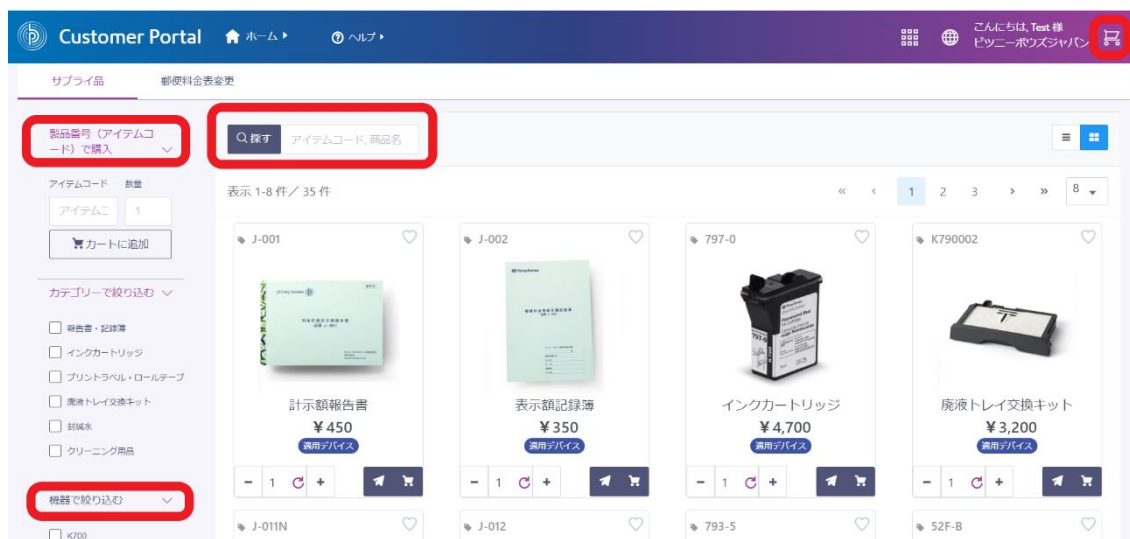 Customer Portal ホーム ヘルプ こんにちは, Test 様
ピツニーボウズジャパン
サプライ品 郵便料金表変更
製品番号（アイテムコ
ード）で購入
探す アイテムコード, 商品名
アイテムコード 数量
アイテムコ 1
カートに追加
表示 1-8 件／ 35 件
« ‹ 1 2 3 › » 8
カテゴリーで絞り込む
報告書・記録簿
インクカートリッジ
プリントラベル・ロールテープ
廃液トレイ交換キット
封緘水
クリーニング用品
機器で絞り込む
K700
J-001
計示額報告書
¥450
適用デバイス
- 1 +
J-002
表示額記録簿
¥350
適用デバイス
- 1 +
797-0
インクカートリッジ
¥4,700
適用デバイス
- 1 +
K790002
廃液トレイ交換キット
¥3,200
適用デバイス
- 1 +
J-011N
J-012
793-5
52F-B